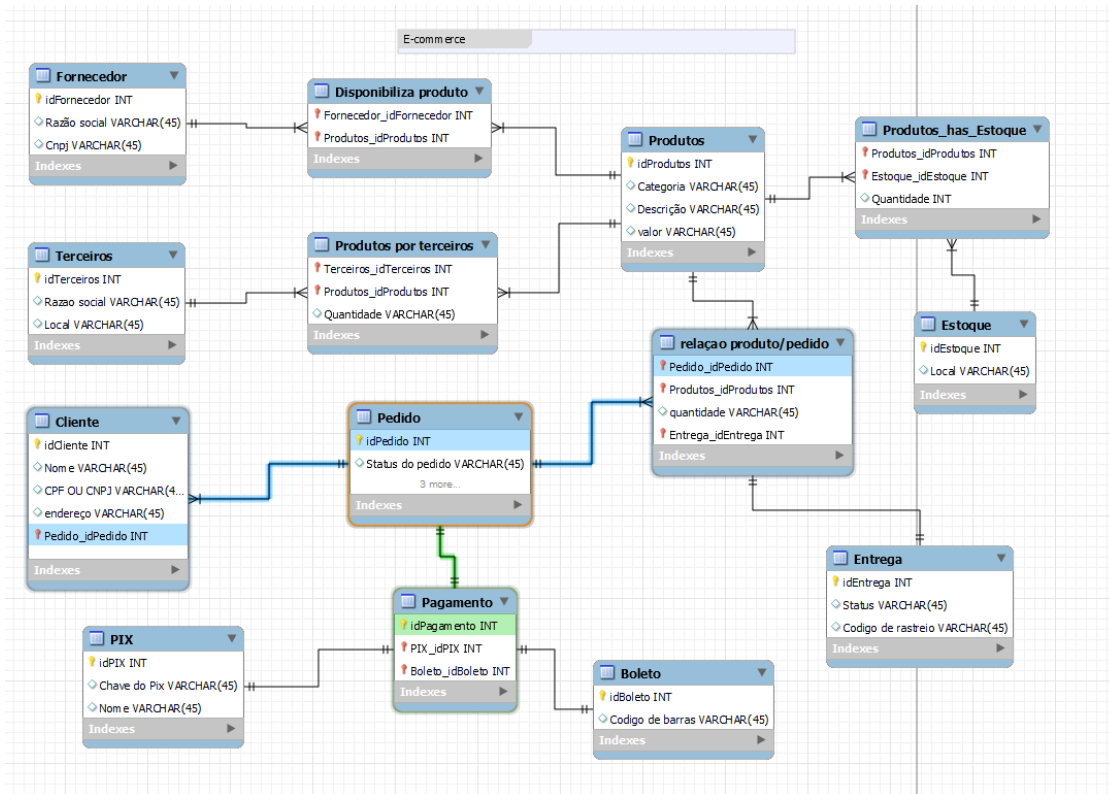 E-commerce
Fornecedor
idFornecedor INT
Razão social VARCHAR(45)
Cnpj VARCHAR(45)
Indexes
Disponibiliza produto
Fornecedor_idFornecedor INT
Produtos_idProdutos INT
Indexes
Produtos
idProdutos INT
Categoria VARCHAR(45)
Descrição VARCHAR(45)
valor VARCHAR(45)
Indexes
Produtos_has_Estoque
Produtos_idProdutos INT
Estoque_idEstoque INT
Quantidade INT
Indexes
Terceiros
idTerceiros INT
Razao social VARCHAR(45)
Local VARCHAR(45)
Indexes
Produtos por terceiros
Terceiros_idTerceiros INT
Produtos_idProdutos INT
Quantidade VARCHAR(45)
Indexes
Estoque
idEstoque INT
Local VARCHAR(45)
Indexes
relaçao produto/pedido
Pedido_idPedido INT
Produtos_idProdutos INT
quantidade VARCHAR(45)
Entrega_idEntrega INT
Indexes
Cliente
idCliente INT
Nome VARCHAR(45)
CPF OU CNPJ VARCHAR(4...
endereço VARCHAR(45)
Pedido_idPedido INT
Indexes
Pedido
idPedido INT
Status do pedido VARCHAR(45)
3 more...
Indexes
Entrega
idEntrega INT
Status VARCHAR(45)
Codigo de rastreio VARCHAR(45)
Indexes
Pagamento
idPagamento INT
PIX_idPIX INT
Boleto_idBoleto INT
Indexes
PIX
idPIX INT
Chave do Pix VARCHAR(45)
Nome VARCHAR(45)
Indexes
Boleto
idBoleto INT
Codigo de barras VARCHAR(45)
Indexes